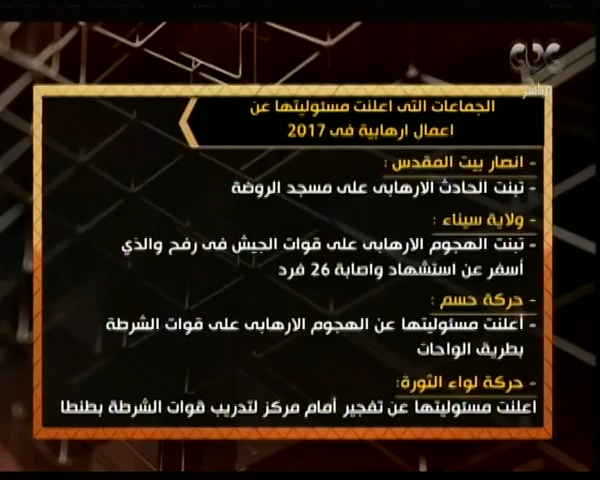 cbc
مباشر
الجماعات التى اعلنت مسئوليتها عن
اعمال ارهابية فى 2017
- انصار بيت المقدس :
- تبنت الحادث الارهابى على مسجد الروضة
- ولاية سيناء :
- تبنت الهجوم الارهابى على قوات الجيش فى رفح والذي
أسفر عن استشهاد واصابة 26 فرد
- حركة حسم :
- أعلنت مسئوليتها عن الهجوم الارهابى على قوات الشرطة
بطريق الواحات
- حركة لواء الثورة:
اعلنت مسئوليتها عن تفجير أمام مركز لتدريب قوات الشرطة بطنطا